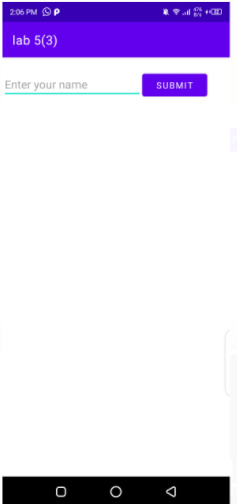 2:06 PM
lab 5(3)
Enter your name SUBMIT